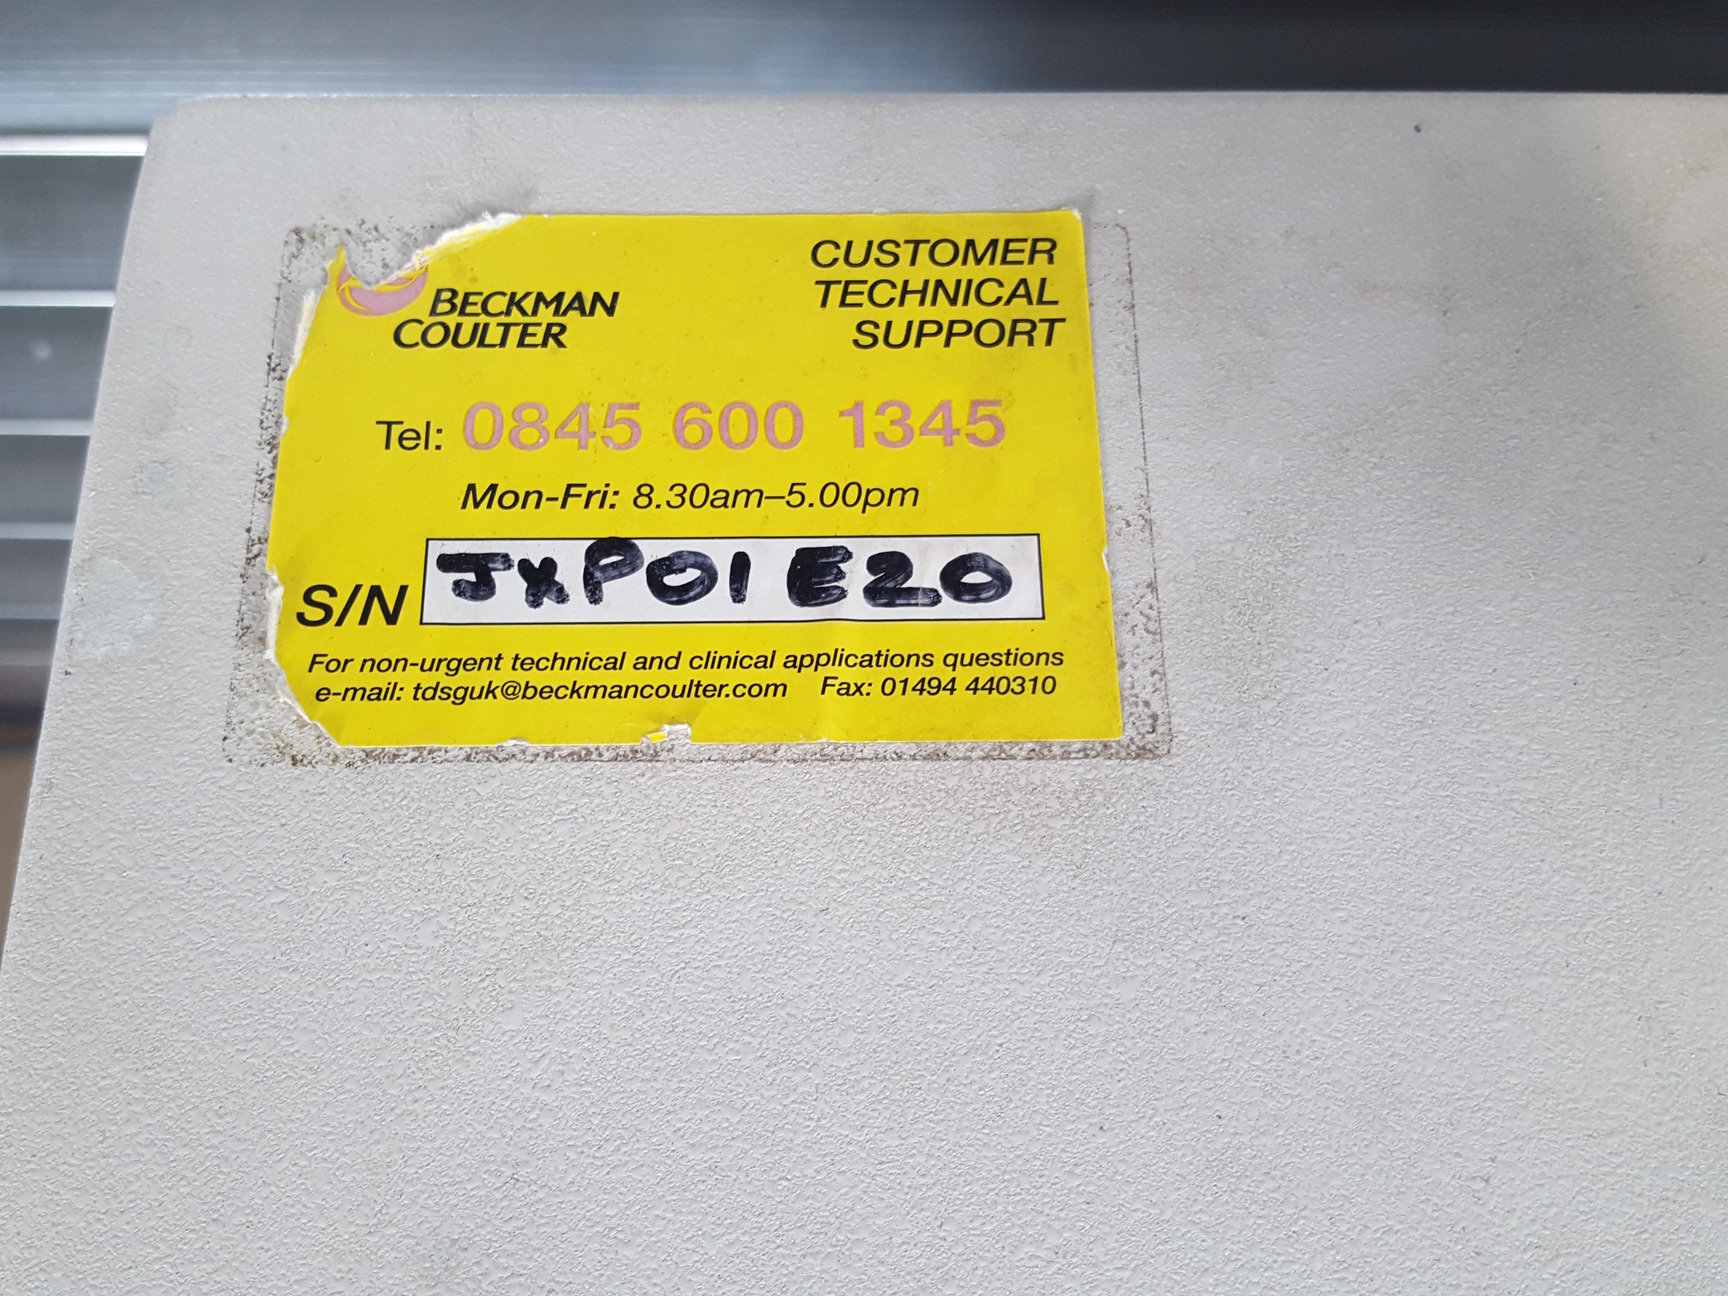 BECKMAN
COULTER
CUSTOMER
TECHNICAL
SUPPORT
Tel: 0845 600 1345
Mon-Fri: 8.30am–5.00pm
S/N JXP01E20
For non-urgent technical and clinical applications questions
e-mail: tdsguk@beckmancoulter.com Fax: 01494 440310